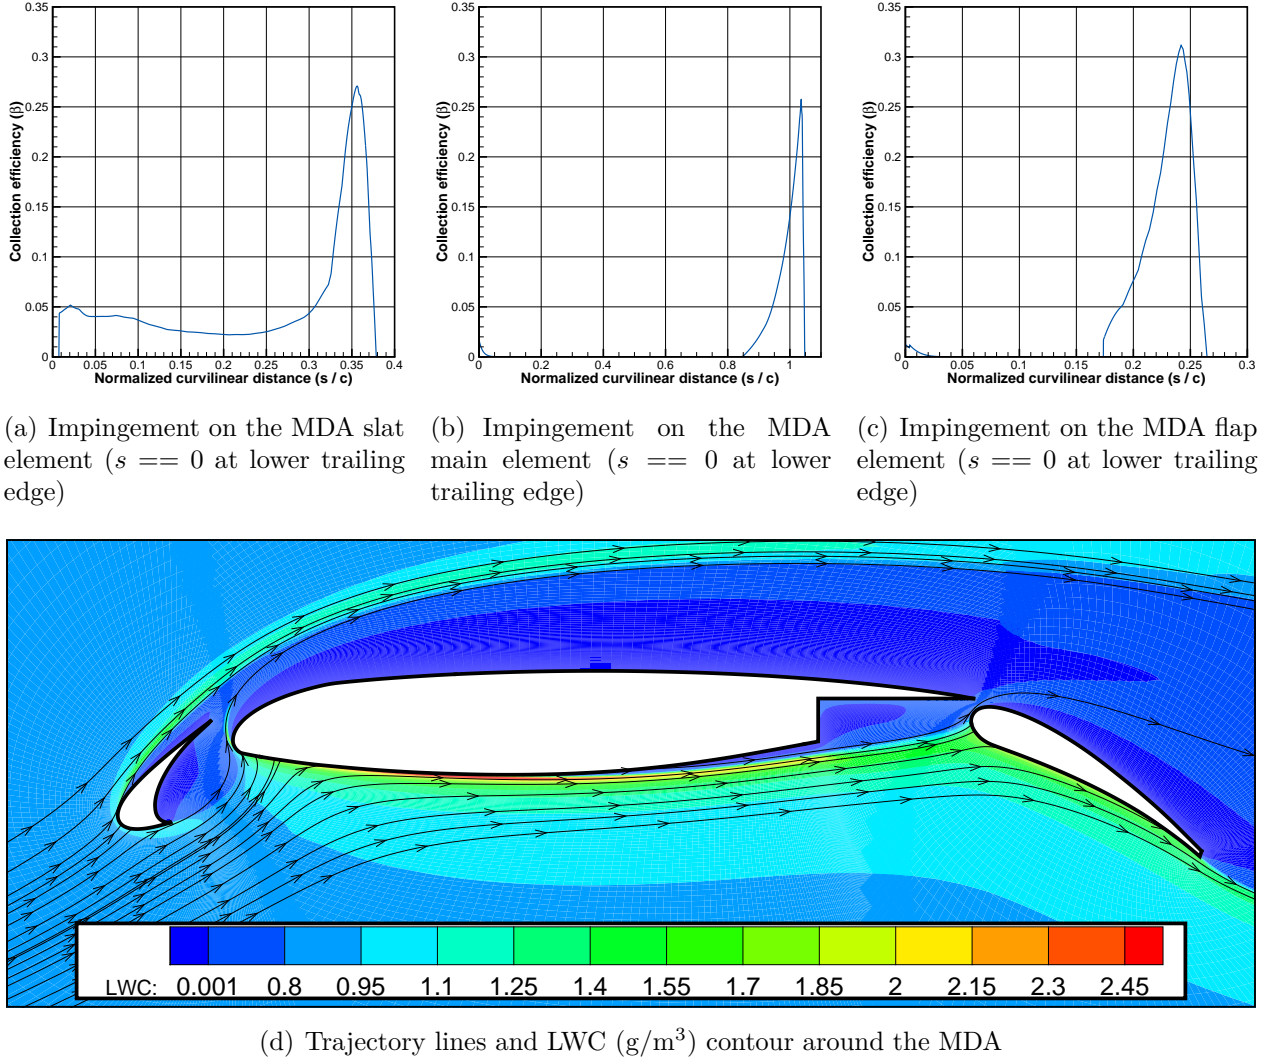 0.35
0.3
0.25
0.2
0.15
0.1
0.05
0
Collection efficiency (β)
0 0.05 0.1 0.15 0.2 0.25 0.3 0.35 0.4
Normalized curvilinear distance (s / c)
0.35
0.3
0.25
0.2
0.15
0.1
0.05
0
Collection efficiency (β)
0 0.2 0.4 0.6 0.8 1
Normalized curvilinear distance (s / c)
0.35
0.3
0.25
0.2
0.15
0.1
0.05
0
Collection efficiency (β)
0 0.05 0.1 0.15 0.2 0.25 0.3
Normalized curvilinear distance (s / c)
(a) Impingement on the MDA slat
element (s == 0 at lower trailing
edge)
(b) Impingement on the MDA
main element (s == 0 at lower
trailing edge)
(c) Impingement on the MDA flap
element (s == 0 at lower trailing
edge)
LWC: 0.001 0.8 0.95 1.1 1.25 1.4 1.55 1.7 1.85 2 2.15 2.3 2.45
(d) Trajectory lines and LWC (g/m³) contour around the MDA